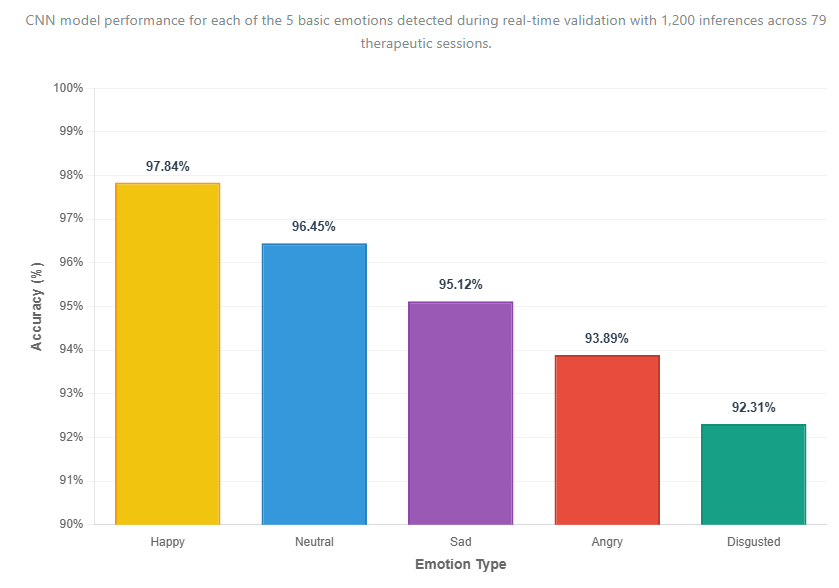 CNN model performance for each of the 5 basic emotions detected during real-time validation with 1,200 inferences across 79
therapeutic sessions.
100%
99%
98%
97%
96%
95%
94%
93%
92%
91%
90%
Accuracy (%)
97.84%
96.45%
95.12%
93.89%
92.31%
Happy
Neutral
Sad
Angry
Disgusted
Emotion Type